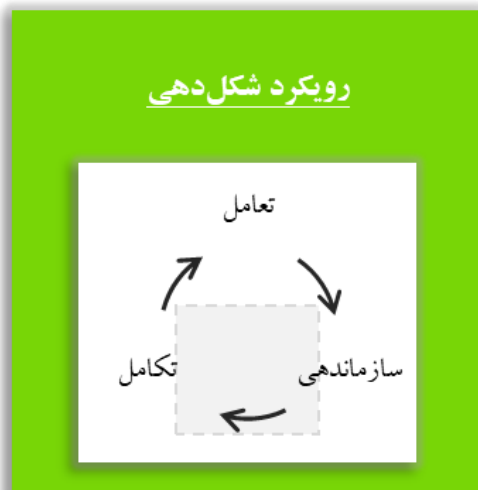 رویکرد شکل‌دهی
تعامل
سازماندهی
تکامل